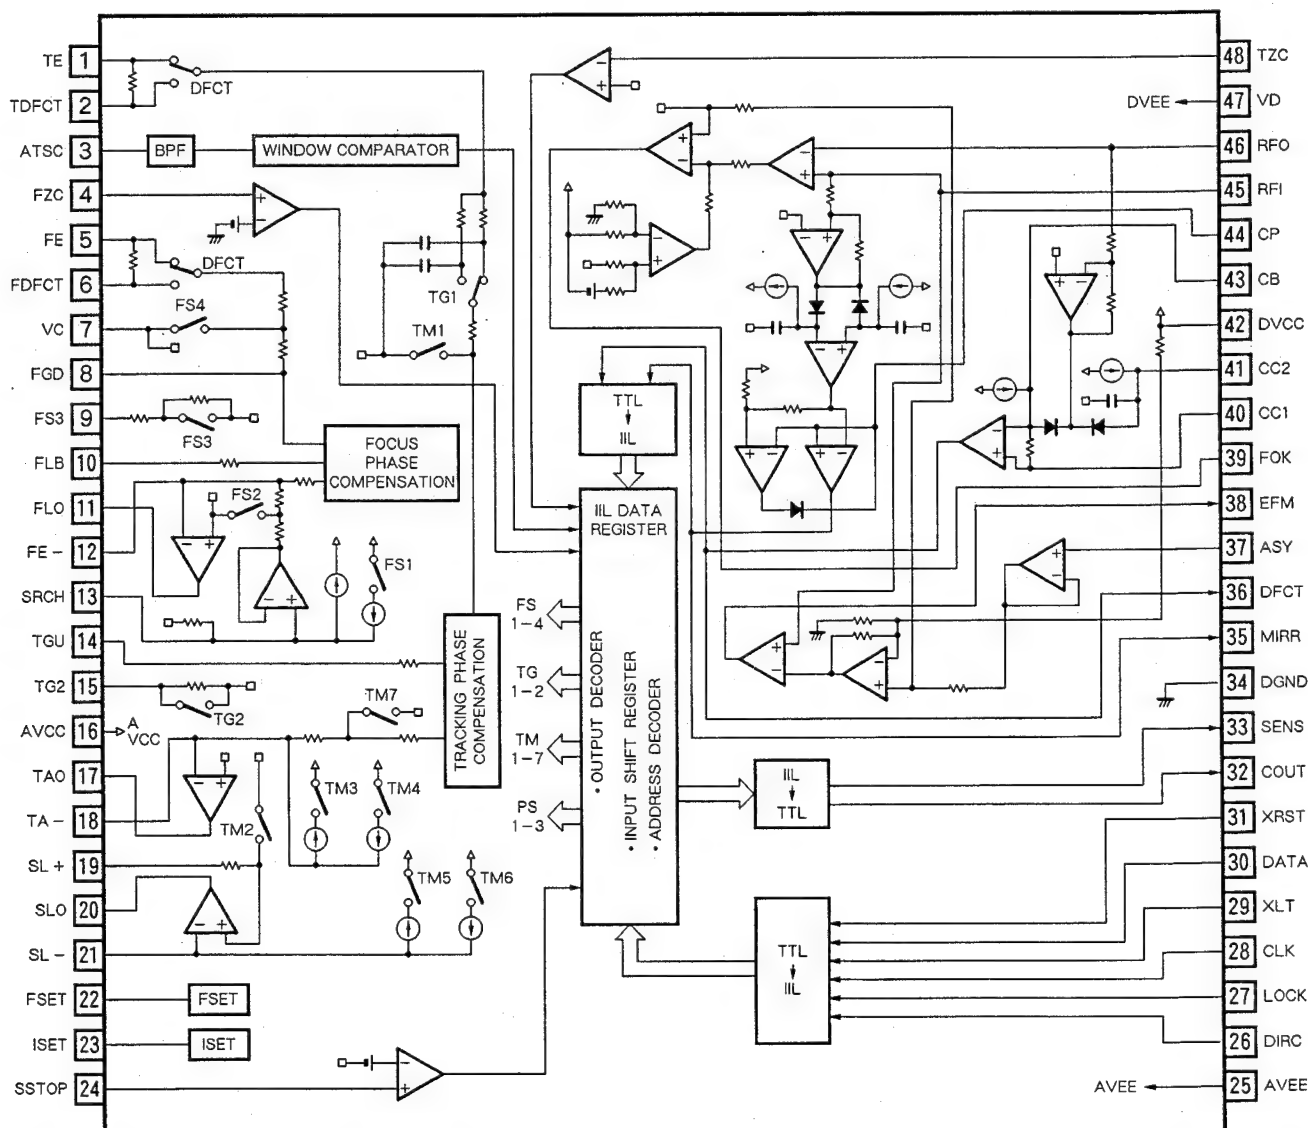 TE 1
TDFCT 2
ATSC 3
FZC 4
FE 5
FDFCT 6
VC 7
FGD 8
FS3 9
FLB 10
FLO 11
FE − 12
SRCH 13
TGU 14
TG2 15
AVCC 16
TAO 17
TA − 18
SL + 19
SLO 20
SL − 21
FSET 22
ISET 23
SSTOP 24
DFCT
BPF
WINDOW COMPARATOR
DFCT
FS4
TG1
TM1
FS3
FOCUS
PHASE
COMPENSATION
FS2
FS1
TRACKING PHASE
COMPENSATION
TG2
TM7
A
VCC
TM3
TM4
TM2
TM5
TM6
FSET
ISET
TTL
IIL
IIL DATA
REGISTER
• OUTPUT DECODER
• INPUT SHIFT REGISTER
• ADDRESS DECODER
FS
1–4
TG
1–2
TM
1–7
PS
1–3
IIL
TTL
TTL
IIL
DVEE
AVEE
48 TZC
47 VD
46 RFO
45 RFI
44 CP
43 CB
42 DVCC
41 CC2
40 CC1
39 FOK
38 EFM
37 ASY
36 DFCT
35 MIRR
34 DGND
33 SENS
32 COUT
31 XRST
30 DATA
29 XLT
28 CLK
27 LOCK
26 DIRC
25 AVEE